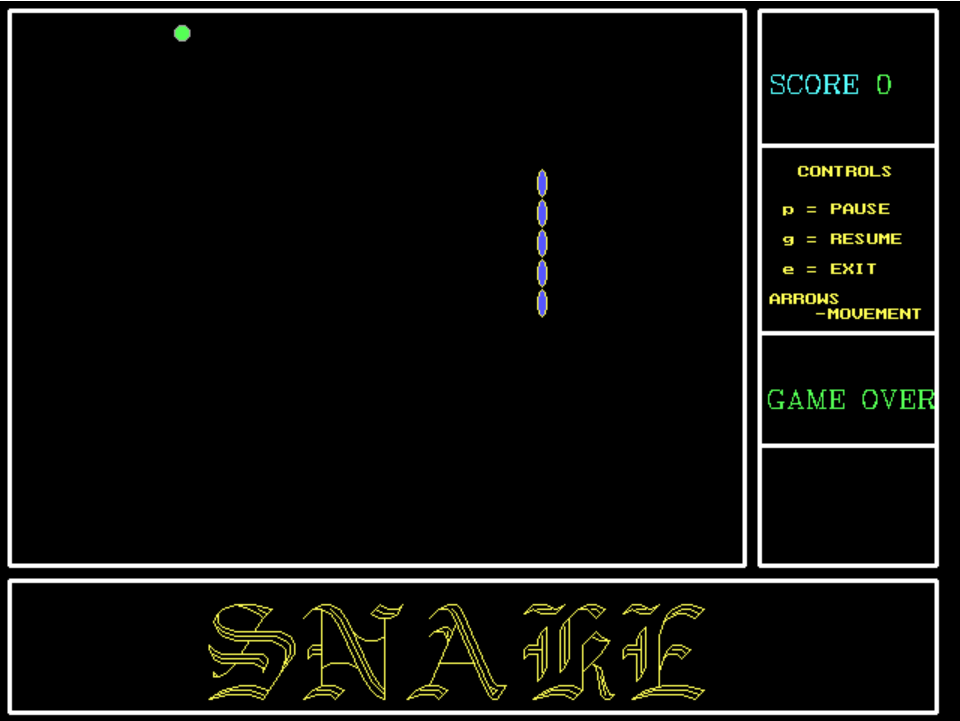 SCORE 0
CONTROLS
p = PAUSE
g = RESUME
e = EXIT
ARROWS
-MOVEMENT
GAME OVER
SNAKE